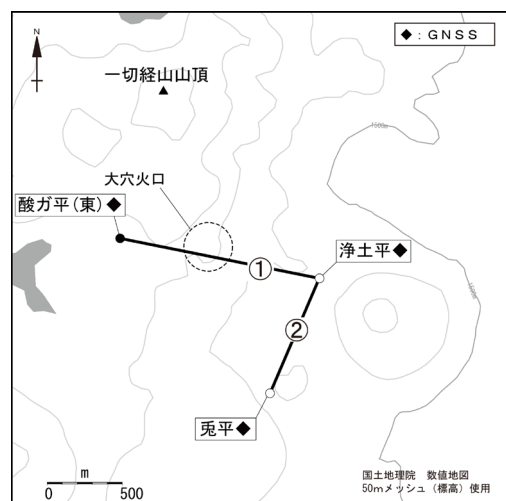 N
◆：GNSS
一切経山山頂
1500m
大穴火口
酸ガ平(東)◆
浄土平◆
①
1500m
②
兎平◆
m
0 500
国土地理院　数値地図
50mメッシュ（標高）使用